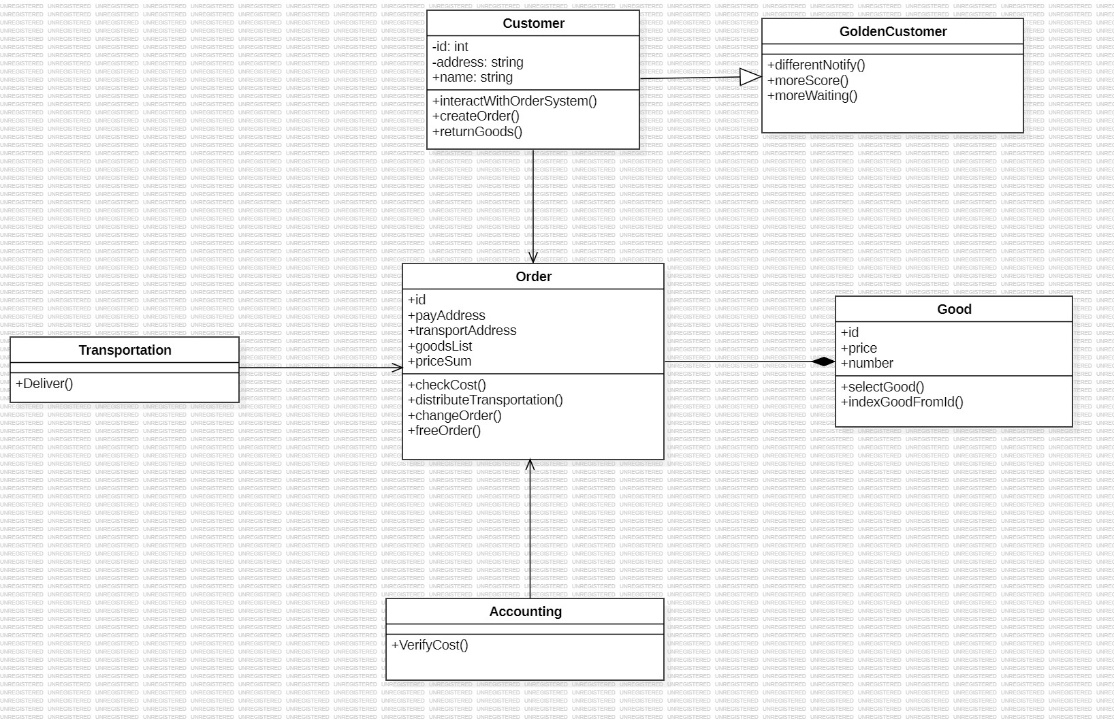 Customer
-id: int
-address: string
+name: string
+interactWithOrderSystem()
+createOrder()
+returnGoods()
GoldenCustomer
+differentNotify()
+moreScore()
+moreWaiting()
Order
+id
+payAddress
+transportAddress
+goodsList
+priceSum
+checkCost()
+distributeTransportation()
+changeOrder()
+freeOrder()
Good
+id
+price
+number
+selectGood()
+indexGoodFromId()
Transportation
+Deliver()
Accounting
+VerifyCost()
UNREGISTERED